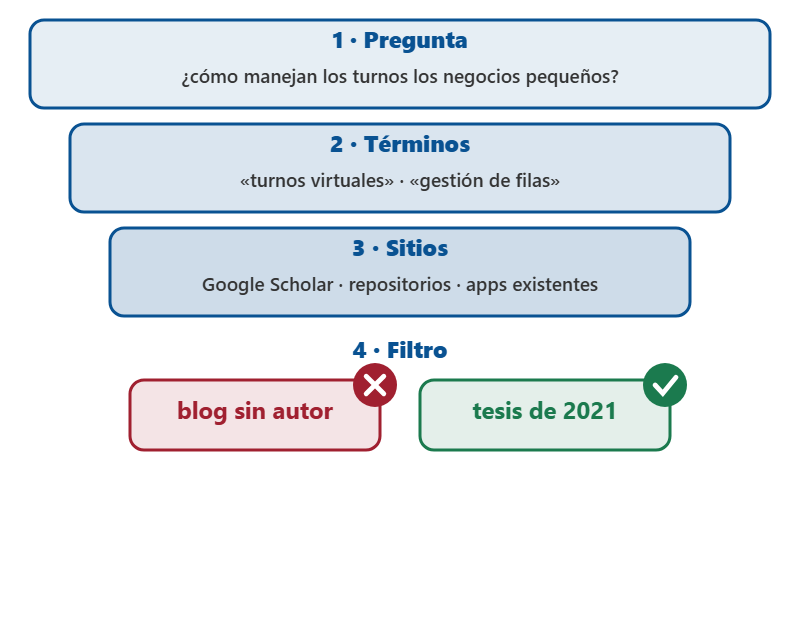 1 · Pregunta
¿cómo manejan los turnos los negocios pequeños?
2 · Términos
«turnos virtuales» · «gestión de filas»
3 · Sitios
Google Scholar · repositorios · apps existentes
4 · Filtro
blog sin autor
tesis de 2021